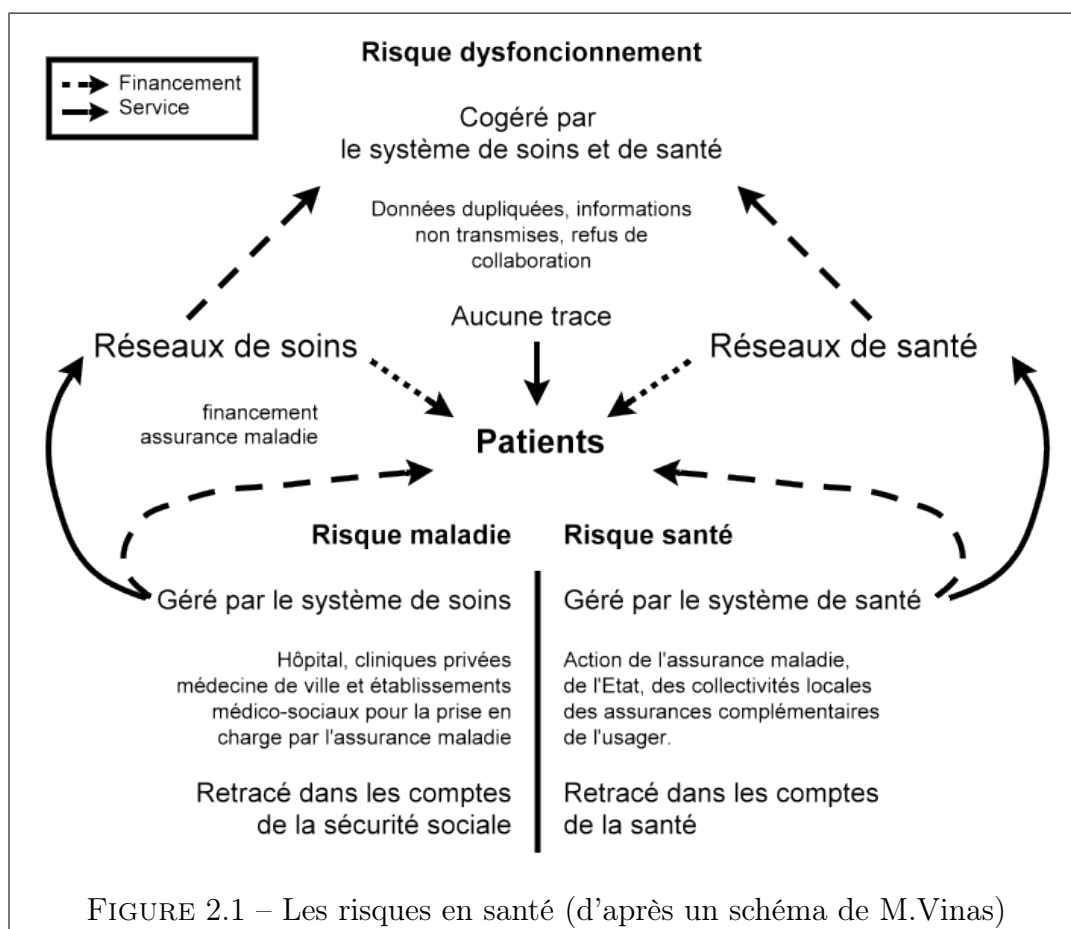 Risque dysfoncionnement
Financement
Service
Cogéré par
le système de soins et de santé
Données dupliquées, informations
non transmises, refus de
collaboration
Aucune trace
Réseaux de soins
Réseaux de santé
financement
assurance maladie
Patients
Risque maladie
Géré par le système de soins
Hôpital, cliniques privées
médecine de ville et établissements
médico-sociaux pour la prise en
charge par l'assurance maladie
Retracé dans les comptes
de la sécurité sociale
Risque santé
Géré par le système de santé
Action de l'assurance maladie,
de l'Etat, des collectivités locales
des assurances complémentaires
de l'usager.
Retracé dans les comptes
de la santé
FIGURE 2.1 – Les risques en santé (d'après un schéma de M.Vinas)